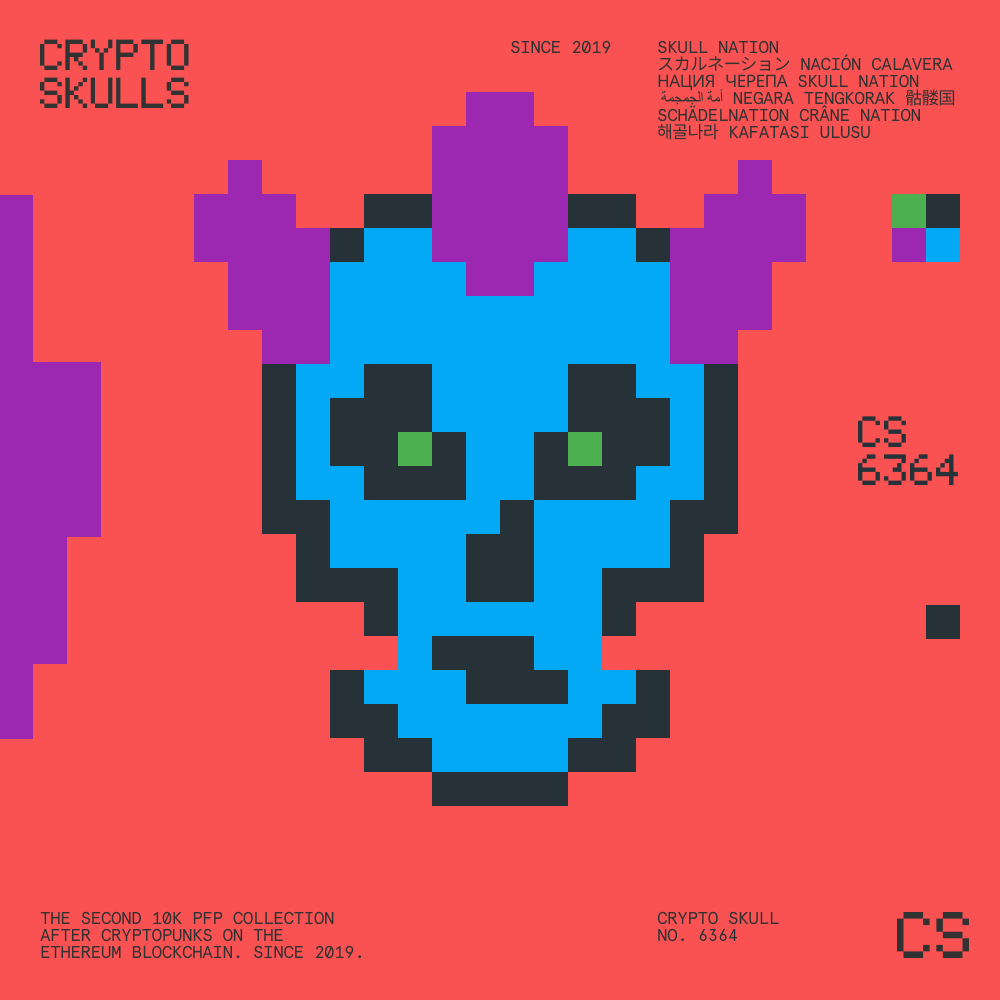 CRYPTO
SKULLS
SINCE 2019
SKULL NATION
スカルネーション NACIÓN CALAVERA
НАЦИЯ ЧЕРЕПА SKULL NATION
أمة الجمجمة NEGARA TENGKORAK 骷髅国
SCHÄDELNATION CRÂNE NATION
해골나라 KAFATASI ULUSU
CS
6364
THE SECOND 10K PFP COLLECTION
AFTER CRYPTOPUNKS ON THE
ETHEREUM BLOCKCHAIN. SINCE 2019.
CRYPTO SKULL
NO. 6364
CS